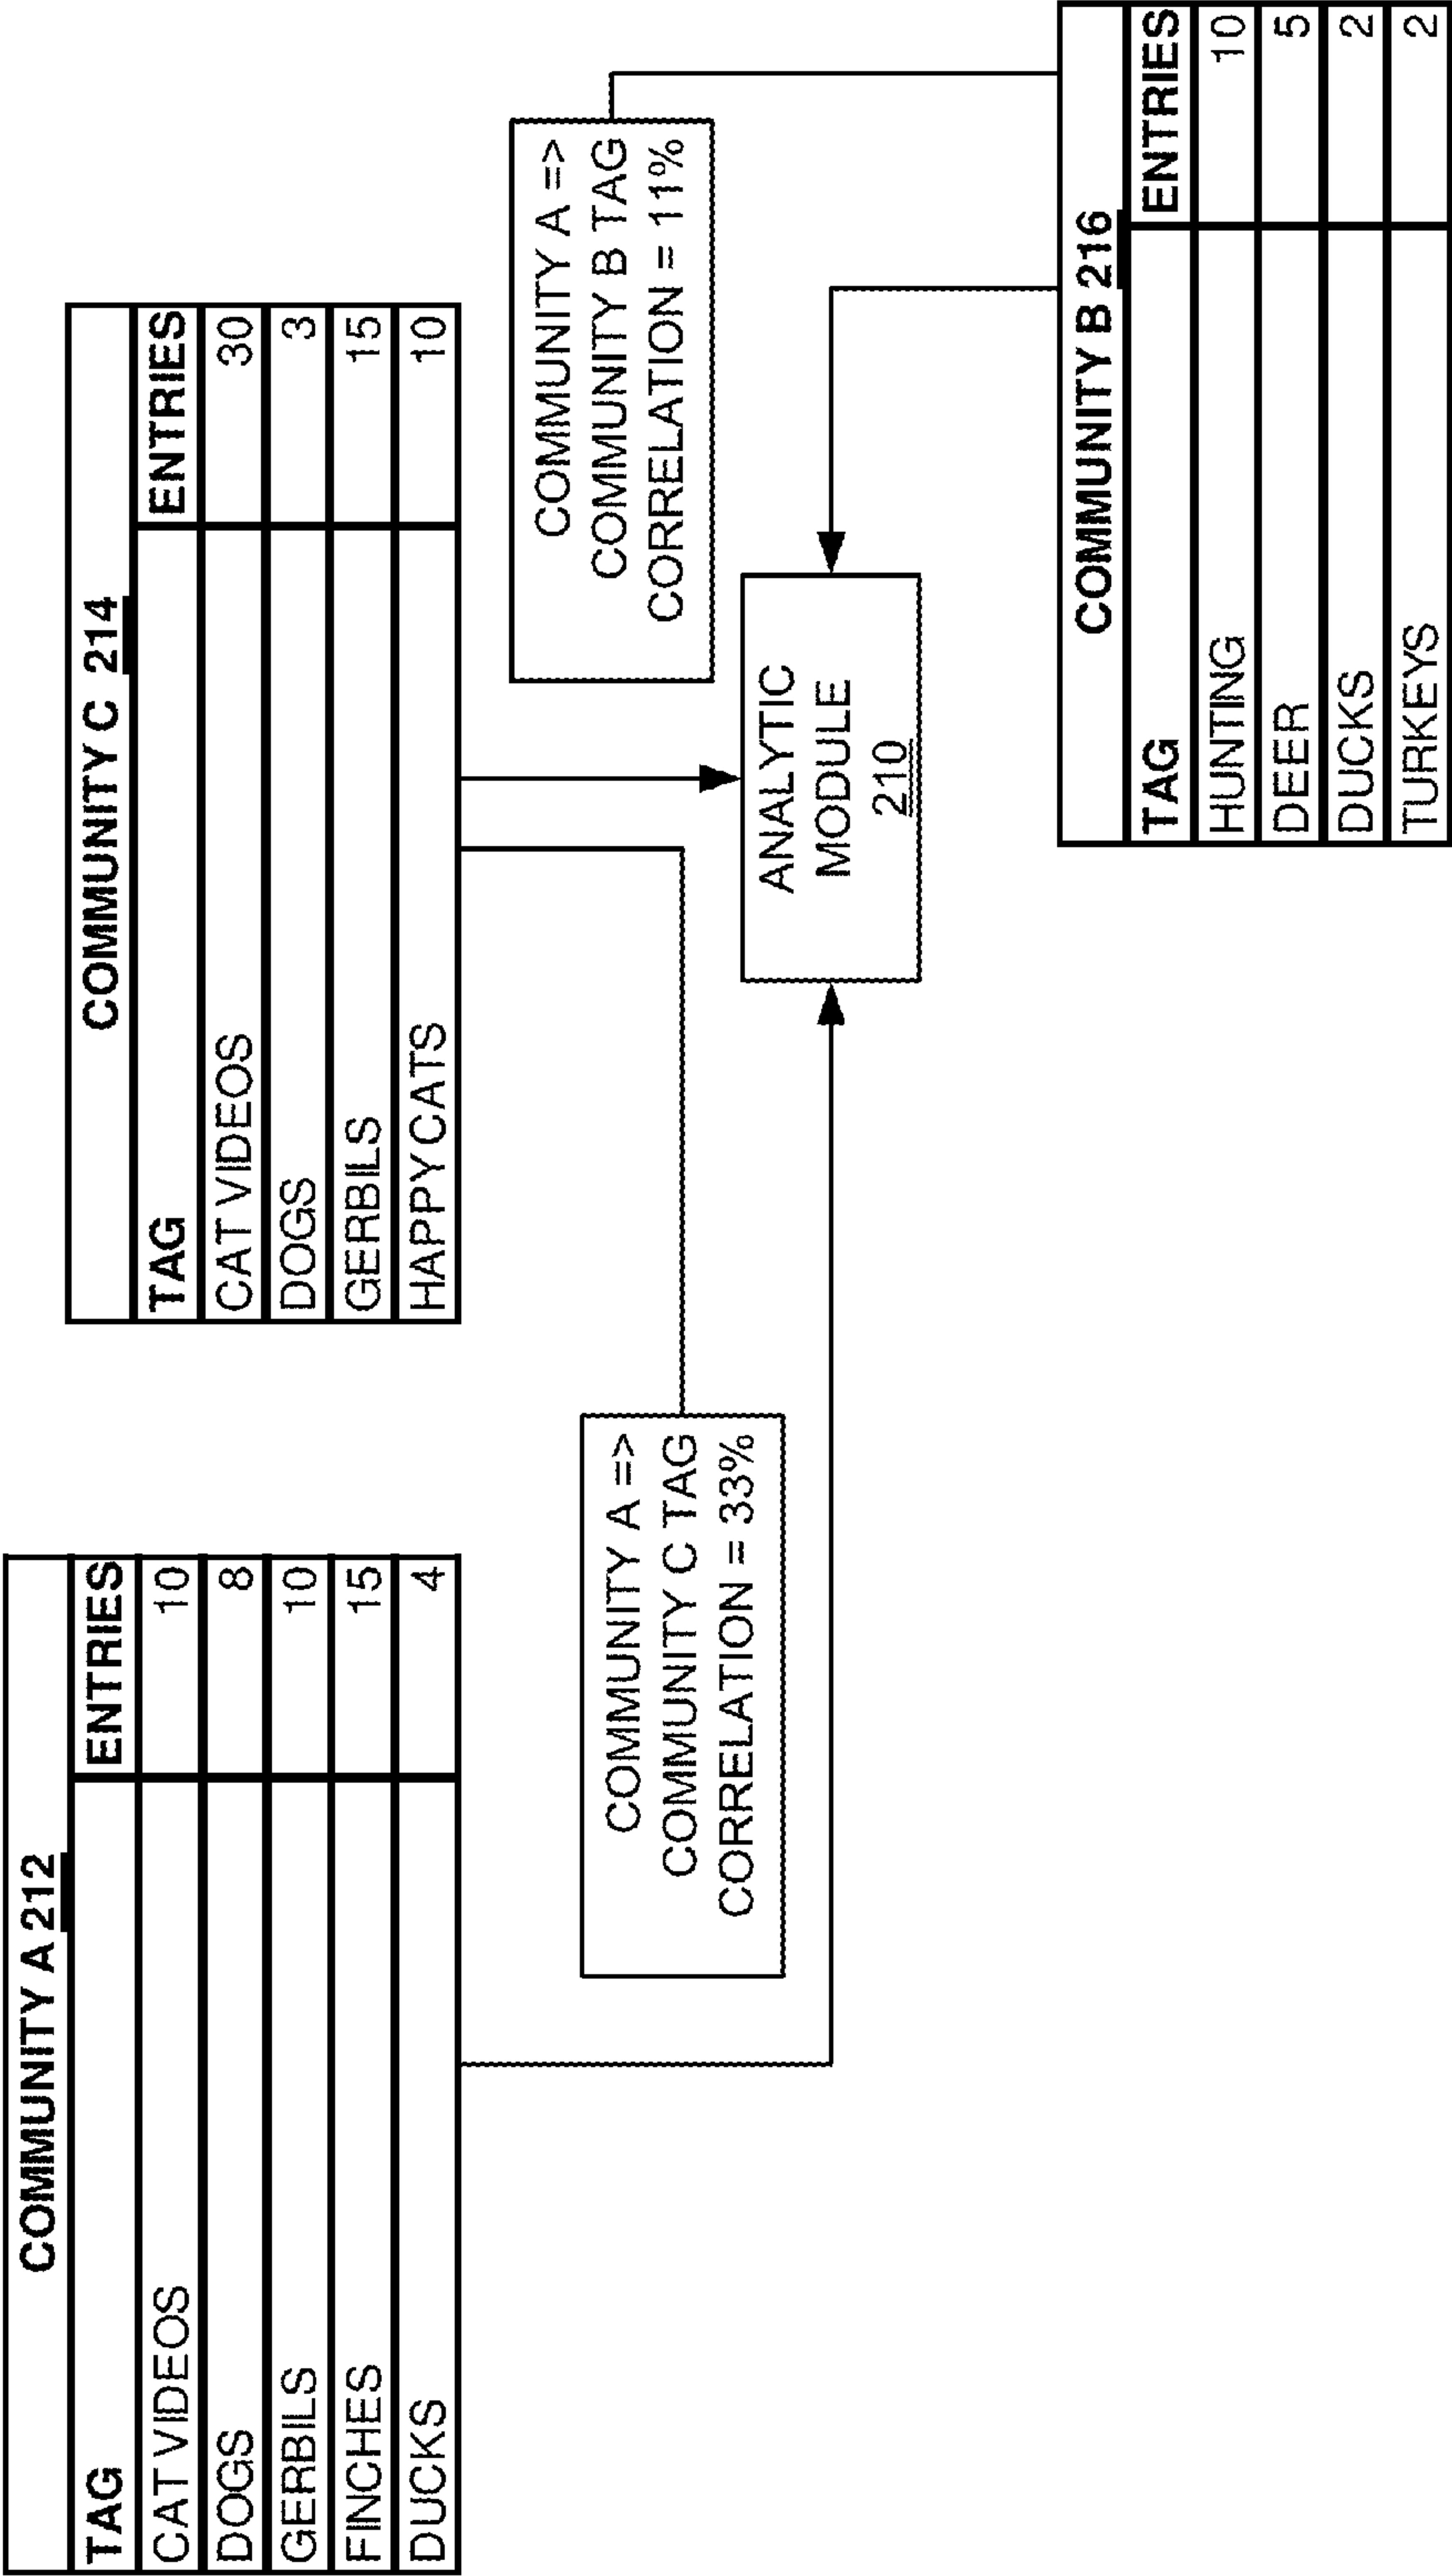 COMMUNITY A 212
TAG ENTRIES
CAT VIDEOS 10
DOGS 8
GERBILS 10
FINCHES 15
DUCKS 4
COMMUNITY C 214
TAG ENTRIES
CAT VIDEOS 30
DOGS 3
GERBILS 15
HAPPY CATS 10
COMMUNITY A =>
COMMUNITY C TAG
CORRELATION = 33%
COMMUNITY A =>
COMMUNITY B TAG
CORRELATION = 11%
ANALYTIC
MODULE
210
COMMUNITY B 216
TAG ENTRIES
HUNTING 10
DEER 5
DUCKS 2
TURKEYS 2